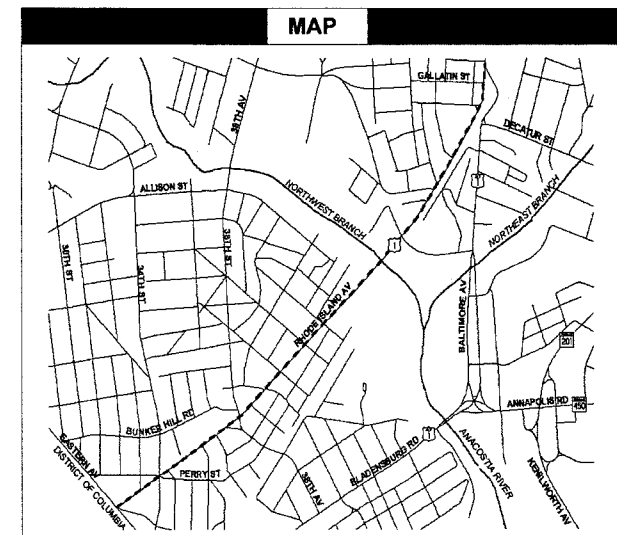 MAP
GALLATIN ST
38TH AV
DECATUR ST
1
ALLISON ST
NORTHWEST BRANCH
NORTHEAST BRANCH
1
30TH ST
34TH ST
38TH ST
RHODE ISLAND AV
BALTIMORE AV
201
ANNAPOLIS RD
450
BUNKER HILL RD
BLADENSBURG RD
1
EASTERN AV
DISTRICT OF COLUMBIA
PERRY ST
38TH AV
ANACOSTIA RIVER
KENILWORTH AV